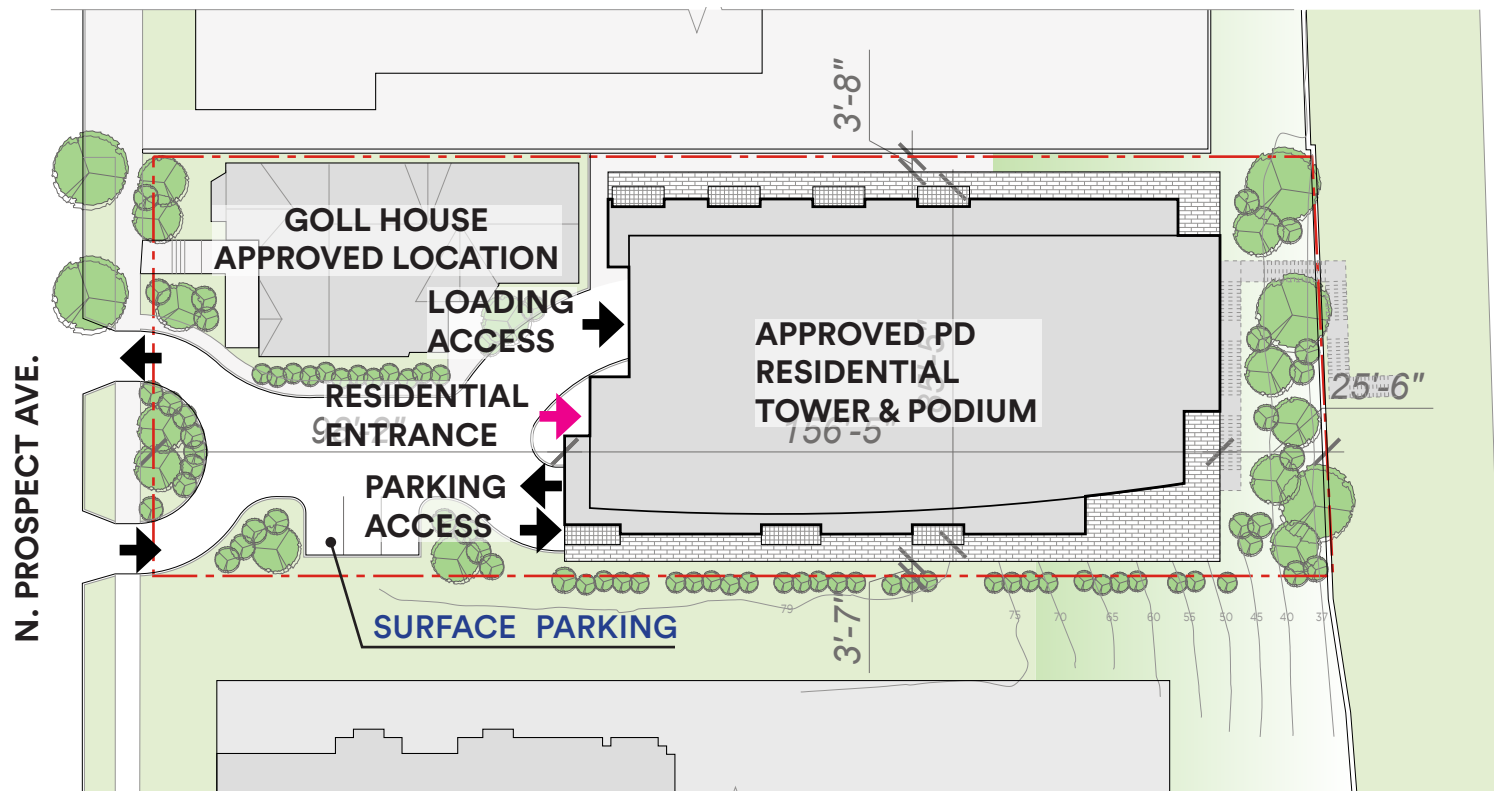 3'-8"
GOLL HOUSE
APPROVED LOCATION
LOADING
ACCESS
APPROVED PD
RESIDENTIAL
TOWER & PODIUM
RESIDENTIAL
ENTRANCE
156'-5"
25'-6"
PARKING
ACCESS
N. PROSPECT AVE.
SURFACE PARKING
3'-7"
79
75
70
65
60
55
50
45
40
37